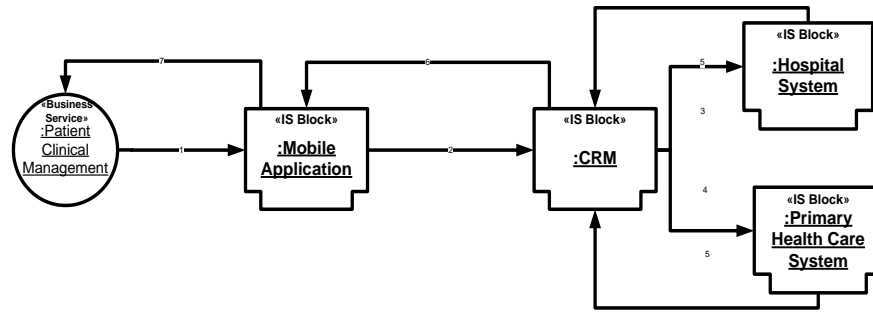 «Business
Service»
:Patient
Clinical
Management
7
1
«IS Block»
:Mobile
Application
6
2
«IS Block»
:CRM
5
3
4
5
«IS Block»
:Hospital
System
«IS Block»
:Primary
Health Care
System